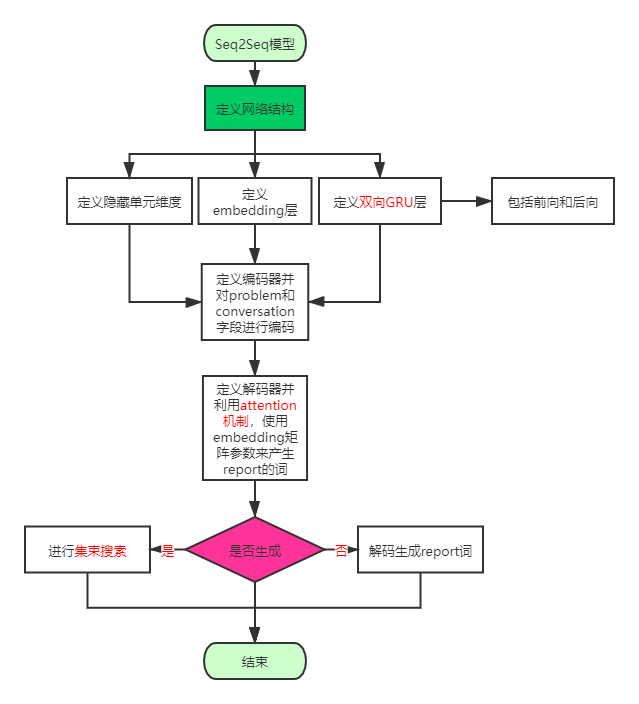 Seq2Seq模型
定义网络结构
定义隐藏单元维度
定义
embedding层
定义双向GRU层
包括前向和后向
定义编码器并
对problem和
conversation
字段进行编码
定义解码器并
利用attention
机制，使用
embedding矩
阵参数来产生
report的词
进行集束搜索
是
是否生成
否
解码生成report词
结束